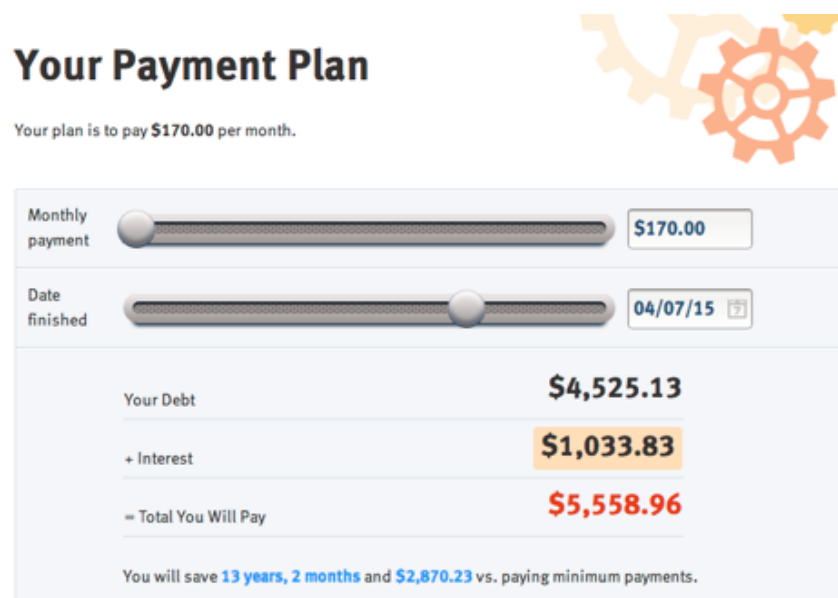 Your Payment Plan
Your plan is to pay $170.00 per month.
Monthly
payment
$170.00
Date
finished
04/07/15
Your Debt $4,525.13
+ Interest $1,033.83
= Total You Will Pay $5,558.96
You will save 13 years, 2 months and $2,870.23 vs. paying minimum payments.